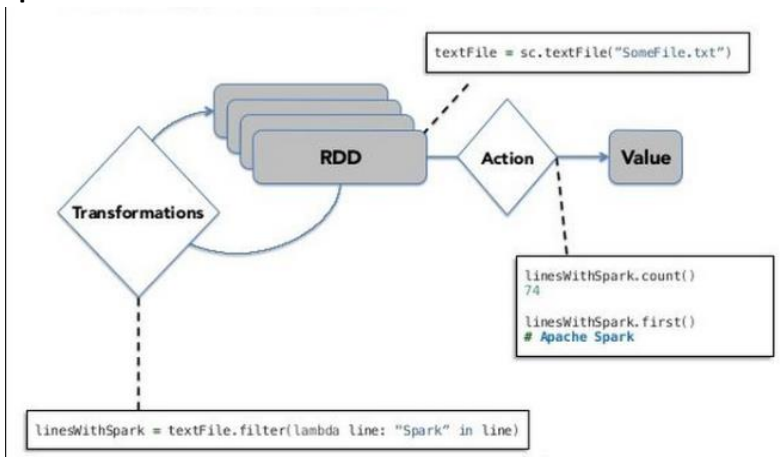 textFile = sc.textFile("SomeFile.txt")
RDD
Action
Value
Transformations
linesWithSpark.count()
74
linesWithSpark.first()
# Apache Spark
linesWithSpark = textFile.filter(lambda line: "Spark" in line)